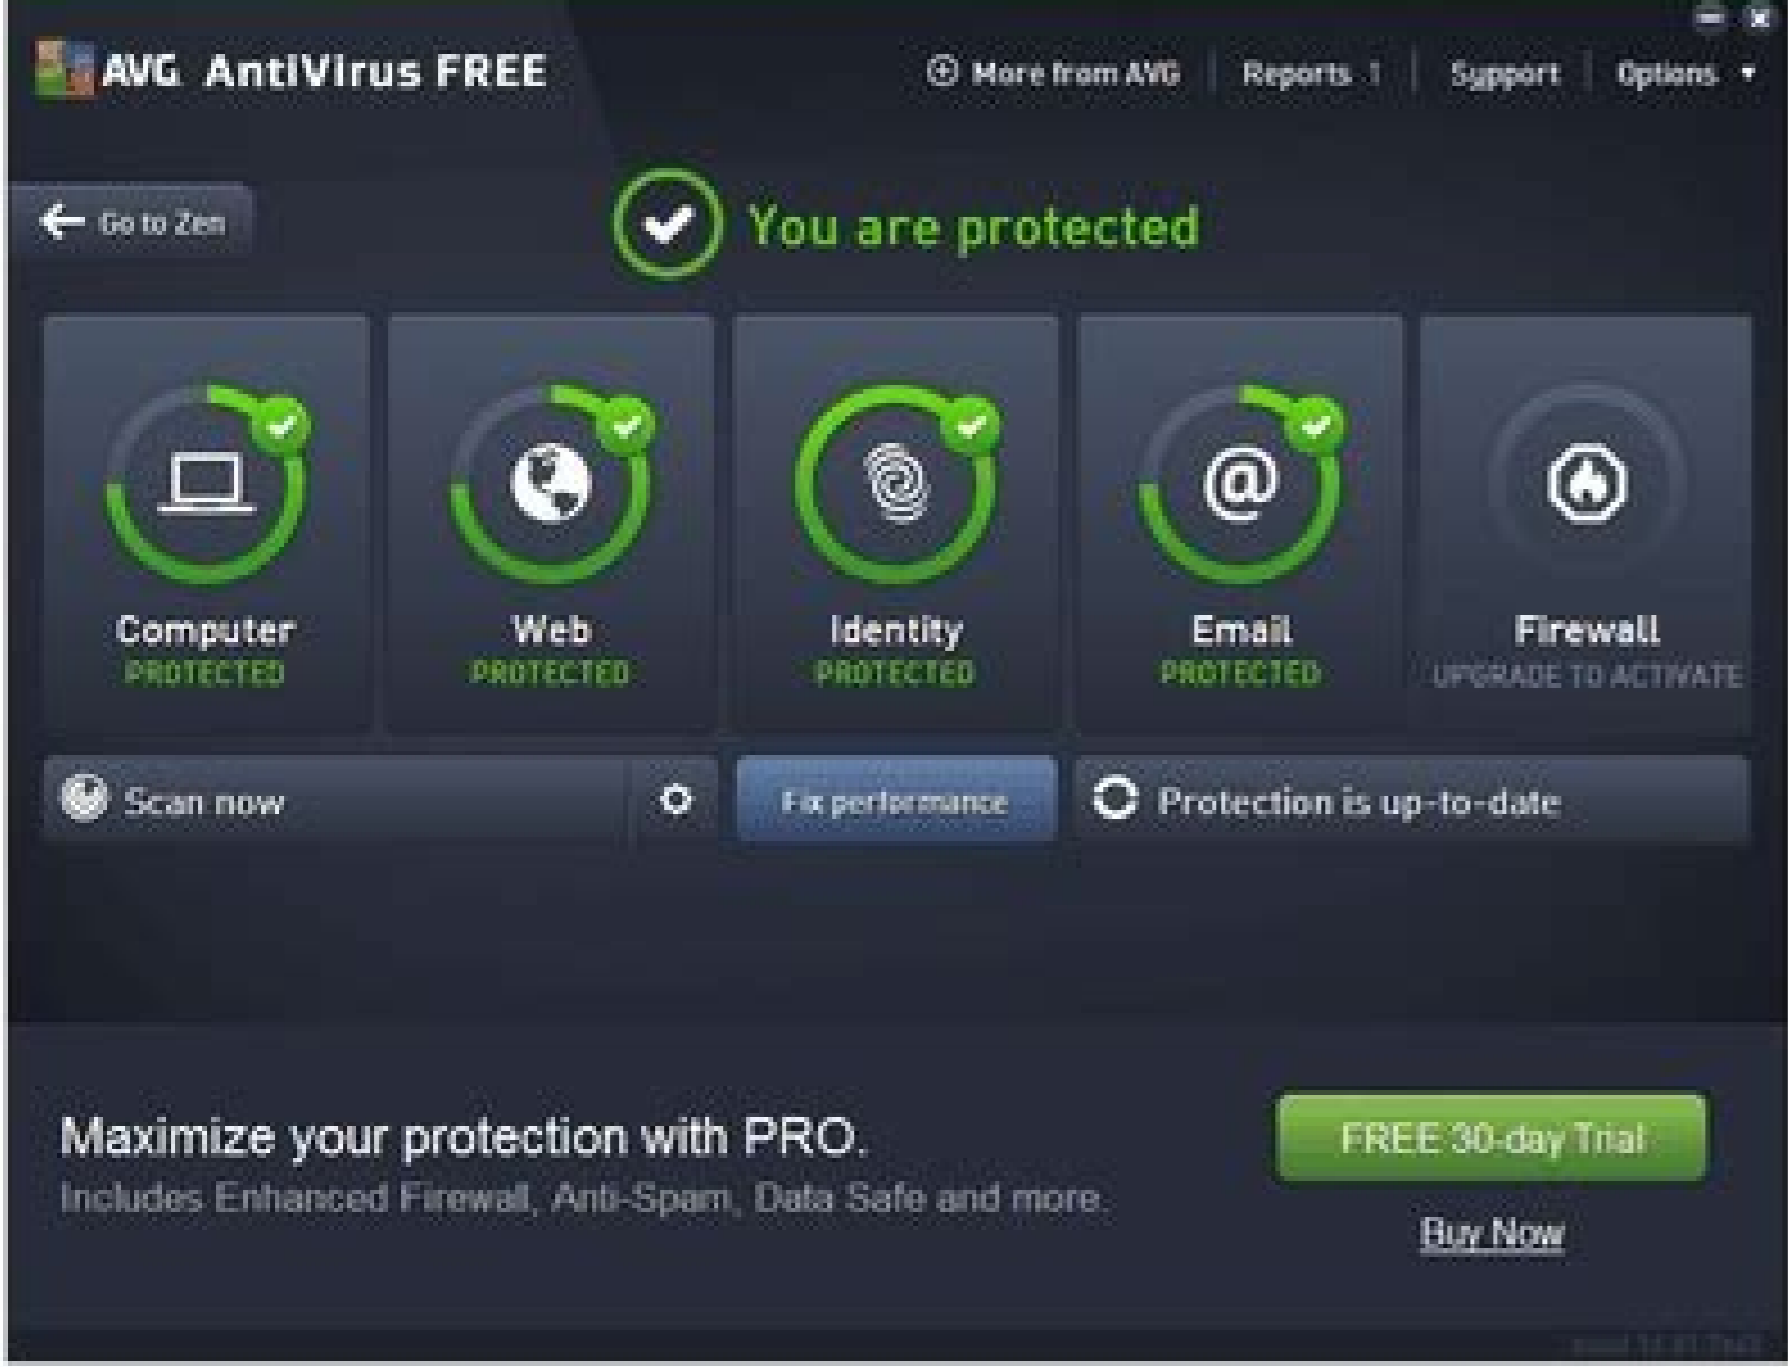 AVG AntiVirus FREE
More from AVG Reports 1 Support Options
Go to Zen
You are protected
Computer Web Identity Email Firewall
PROTECTED PROTECTED PROTECTED PROTECTED UPGRADE TO ACTIVATE
Scan now Fix performance Protection is up-to-date
Maximize your protection with PRO.
Includes Enhanced Firewall, Anti-Spam, Data Safe and more.
FREE 30-day Trial
Buy Now